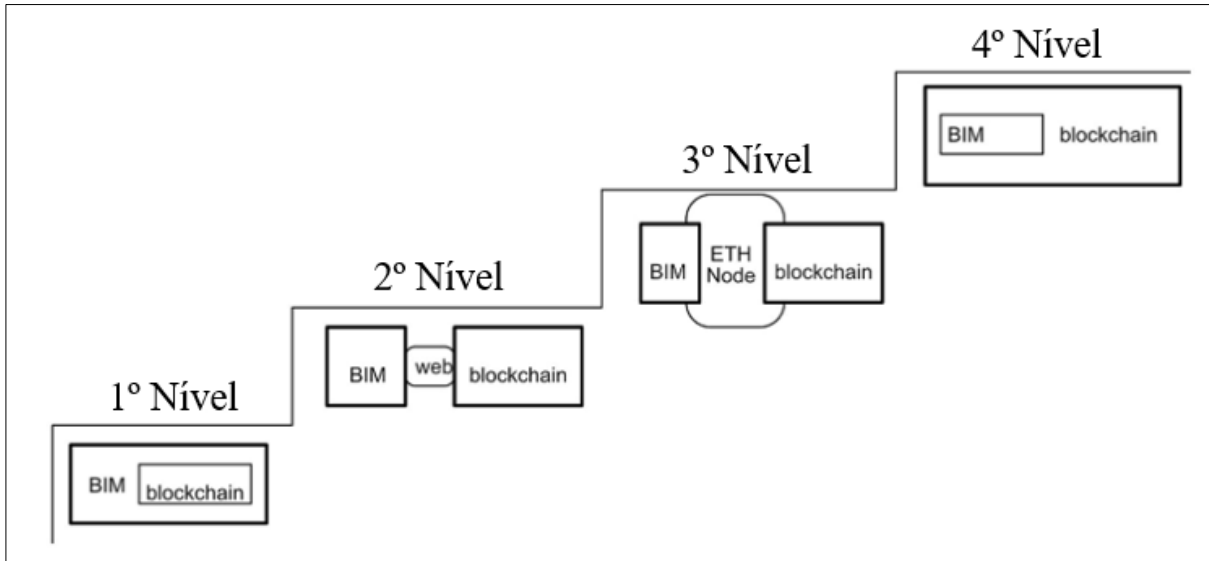 4º Nível
BIM blockchain
3º Nível
BIM
ETH
Node
blockchain
2º Nível
BIM
web
blockchain
1º Nível
BIM blockchain